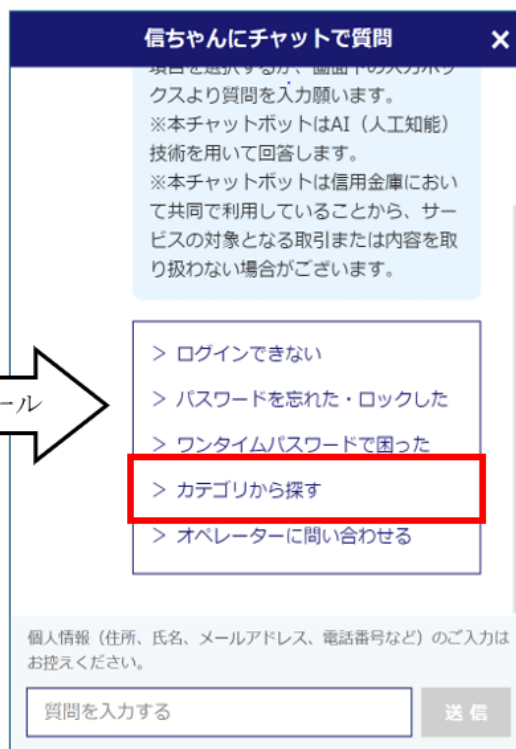 信ちゃんにチャットで質問 ×
項目を選択するか、画面下の入力ボッ
クスより質問を入力願います。
※本チャットボットはAI（人工知能）
技術を用いて回答します。
※本チャットボットは信用金庫におい
て共同で利用していることから、サー
ビスの対象となる取引または内容を取
り扱わない場合がございます。
> ログインできない
> パスワードを忘れた・ロックした
ール
> ワンタイムパスワードで困った
> カテゴリから探す
> オペレーターに問い合わせる
個人情報（住所、氏名、メールアドレス、電話番号など）のご入力は
お控えください。
質問を入力する
送信